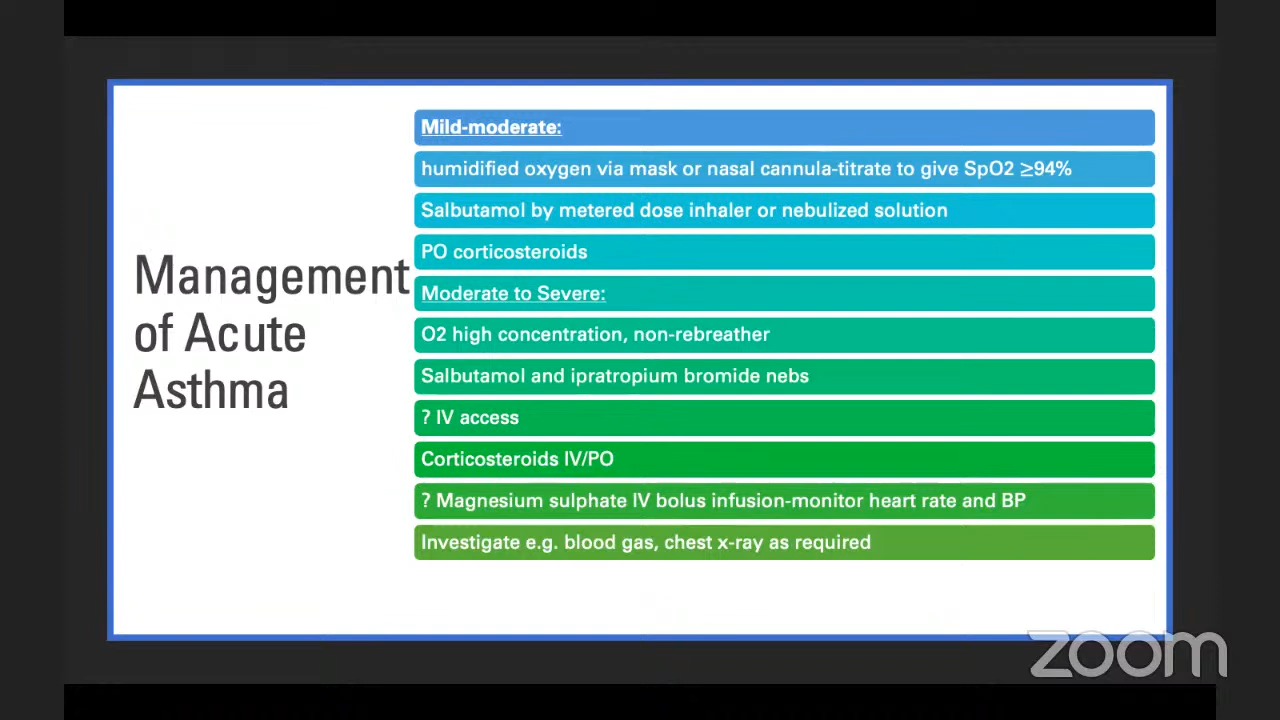 Management
of Acute
Asthma
Mild-moderate:
humidified oxygen via mask or nasal cannula-titrate to give SpO2 ≥94%
Salbutamol by metered dose inhaler or nebulized solution
PO corticosteroids
Moderate to Severe:
O2 high concentration, non-rebreather
Salbutamol and ipratropium bromide nebs
? IV access
Corticosteroids IV/PO
? Magnesium sulphate IV bolus infusion-monitor heart rate and BP
Investigate e.g. blood gas, chest x-ray as required
zoom